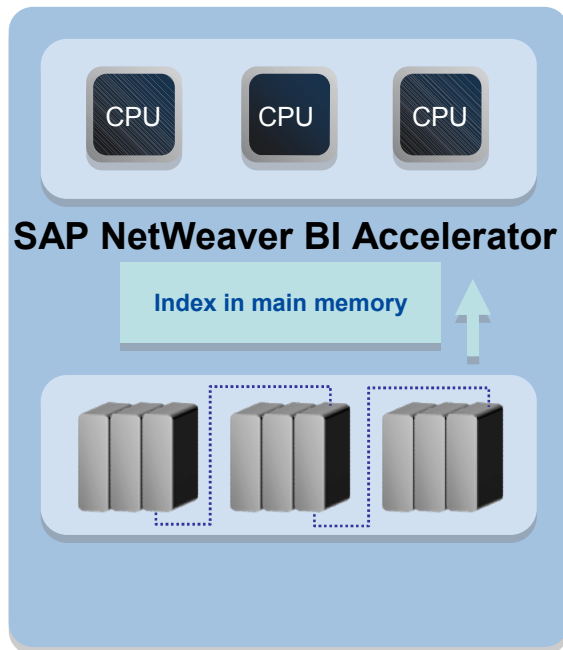 CPU CPU CPU
SAP NetWeaver BI Accelerator
Index in main memory